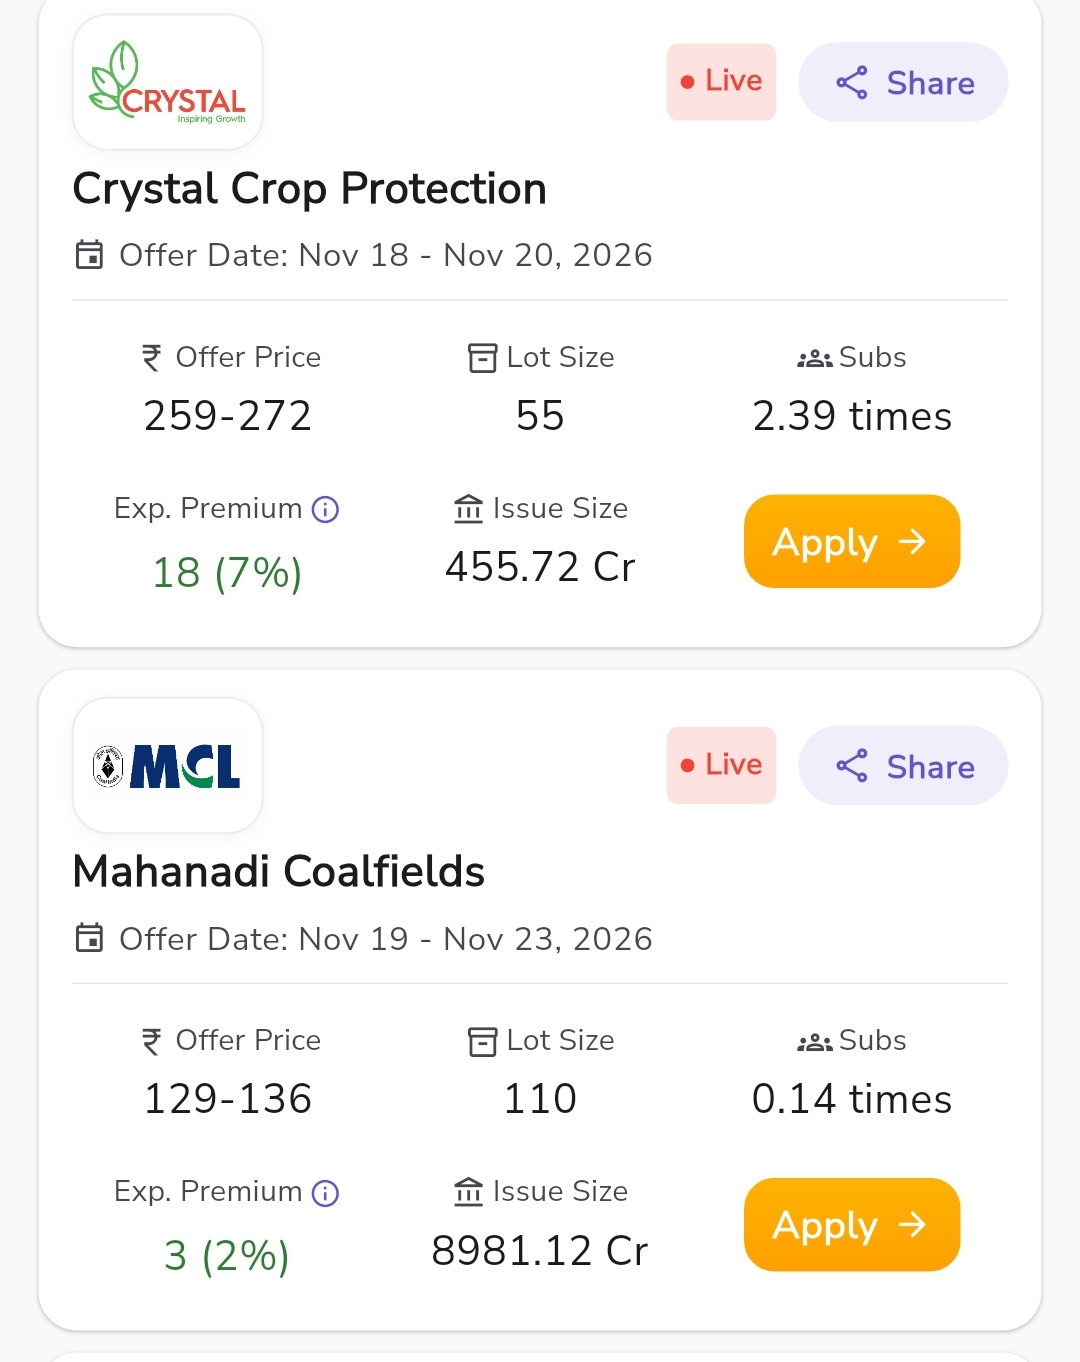 CRYSTAL
Inspiring Growth
Live
Share
Crystal Crop Protection
Offer Date: Nov 18 - Nov 20, 2026
₹ Offer Price
Lot Size
Subs
259-272
55
2.39 times
Exp. Premium
Issue Size
18 (7%)
455.72 Cr
Apply →
MCL
Live
Share
Mahanadi Coalfields
Offer Date: Nov 19 - Nov 23, 2026
₹ Offer Price
Lot Size
Subs
129-136
110
0.14 times
Exp. Premium
Issue Size
3 (2%)
8981.12 Cr
Apply →